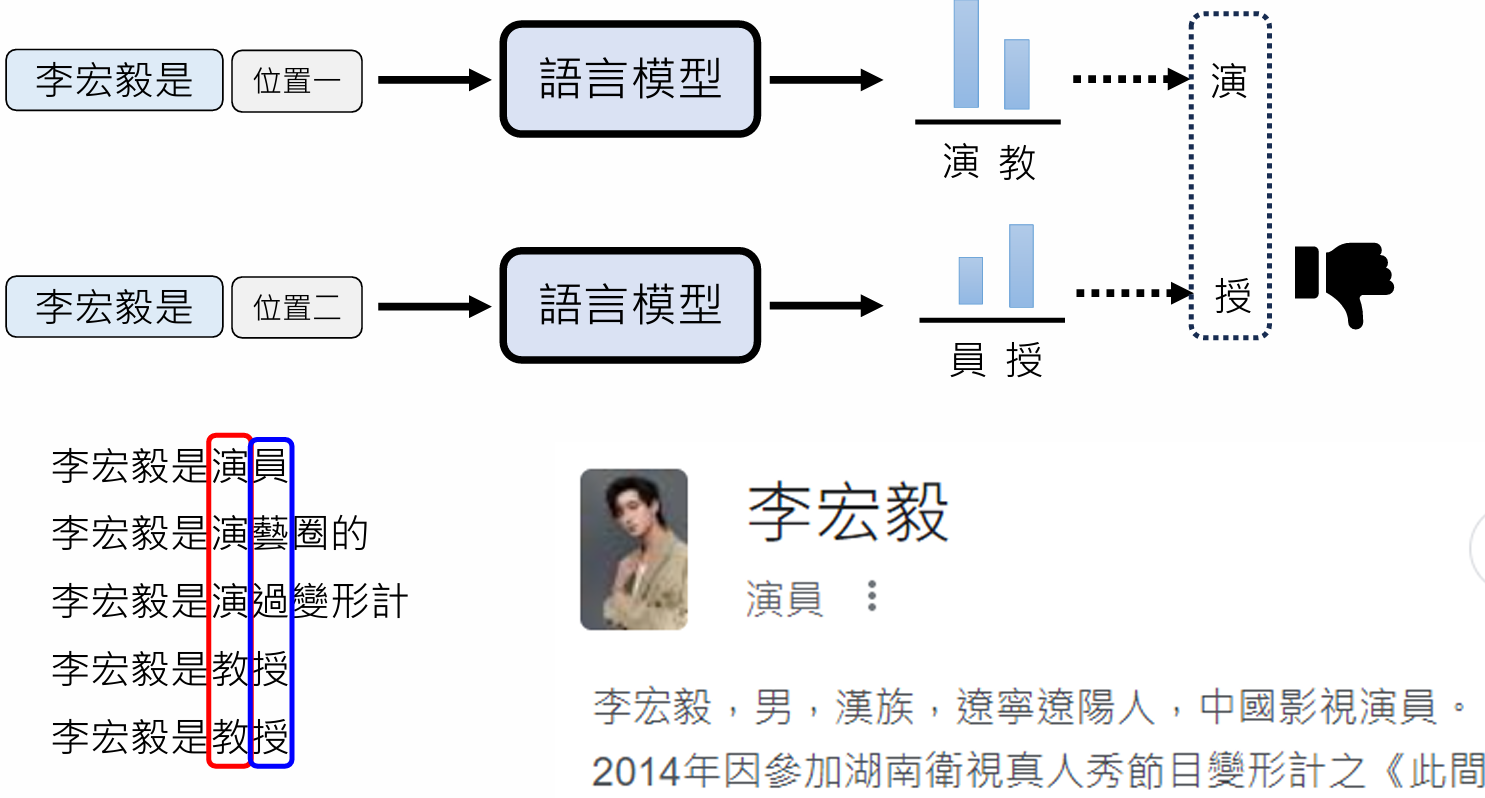 李宏毅是 位置一 語言模型 演
演 教
李宏毅是 位置二 語言模型 授
員 授
李宏毅是演員
李宏毅是演藝圈的
李宏毅是演過變形計
李宏毅是教授
李宏毅是教授
李宏毅
演員
李宏毅，男，漢族，遼寧遼陽人，中國影視演員。
2014年因參加湖南衛視真人秀節目變形計之《此間